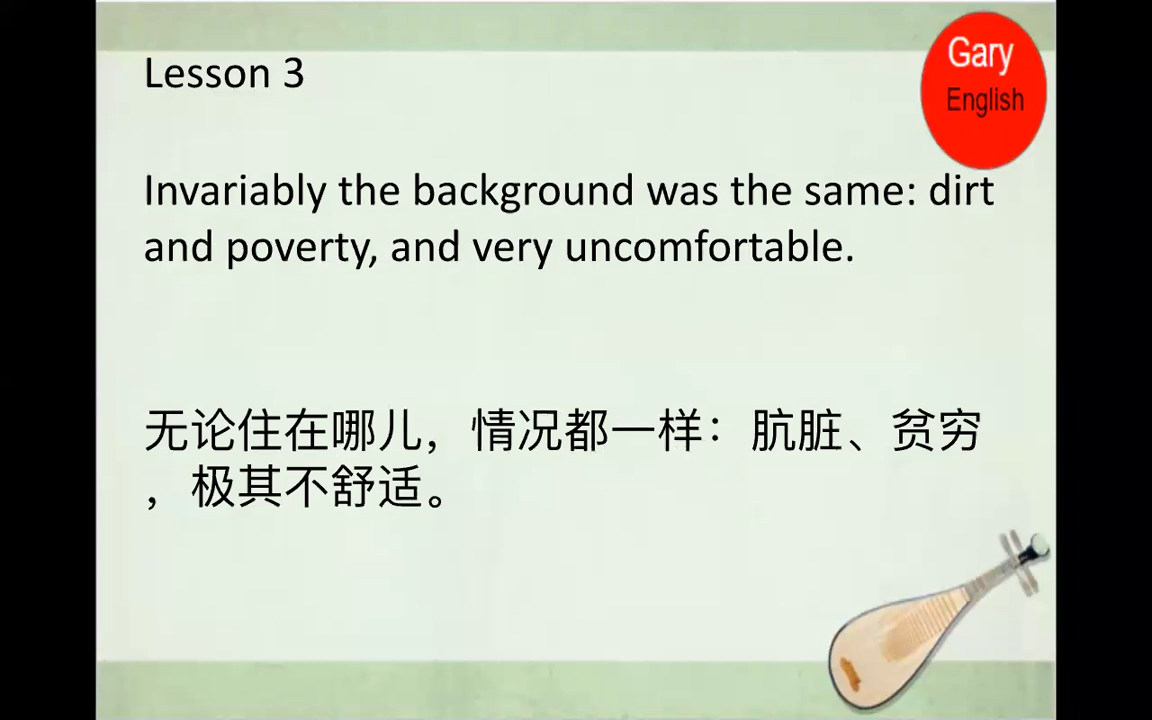 Lesson 3
Gary
English
Invariably the background was the same: dirt
and poverty, and very uncomfortable.
无论住在哪儿，情况都一样：肮脏、贫穷
，极其不舒适。